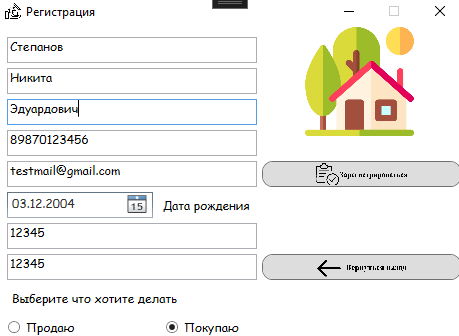 Регистрация
Степанов
Никита
Эдуардович
89870123456
testmail@gmail.com
Зарегистрироваться
03.12.2004 15 Дата рождения
12345
12345
Вернуться назад
Выберите что хотите делать
Продаю Покупаю